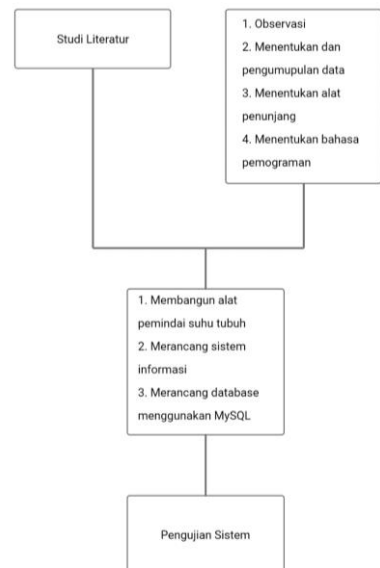 Studi Literatur
1. Observasi
2. Menentukan dan
pengumupulan data
3. Menentukan alat
penunjang
4. Menentukan bahasa
pemograman
1. Membangun alat
pemindai suhu tubuh
2. Merancang sistem
informasi
3. Merancang database
menggunakan MySQL
Pengujian Sistem